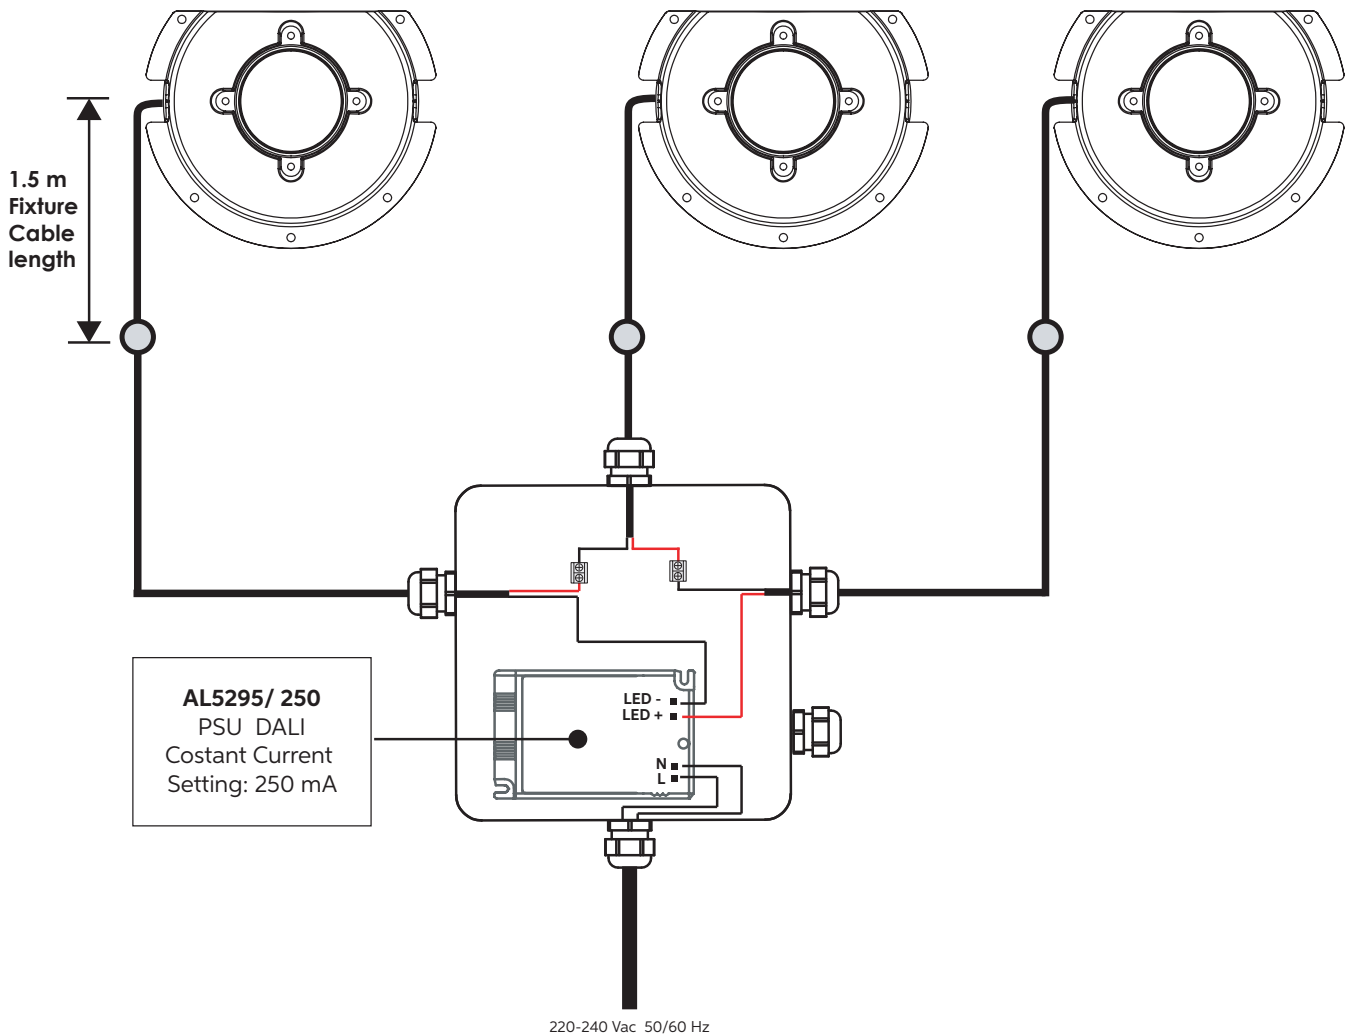 1.5 m
Fixture
Cable
length
AL5295/ 250
PSU DALI
Costant Current
Setting: 250 mA
LED -
LED +
N
L
220-240 Vac 50/60 Hz